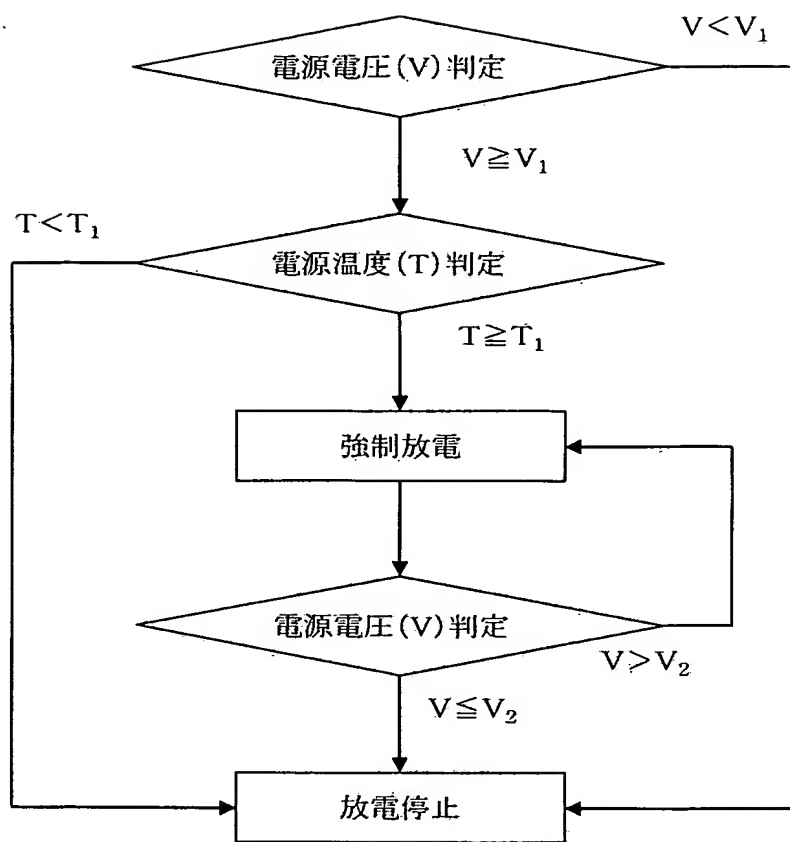 電源電圧(V)判定
V<V₁
V≧V₁
T<T₁
電源温度(T)判定
T≧T₁
強制放電
電源電圧(V)判定
V>V₂
V≦V₂
放電停止